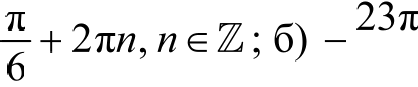 π/6 + 2πn, n ∈ ℤ; б) − 23π